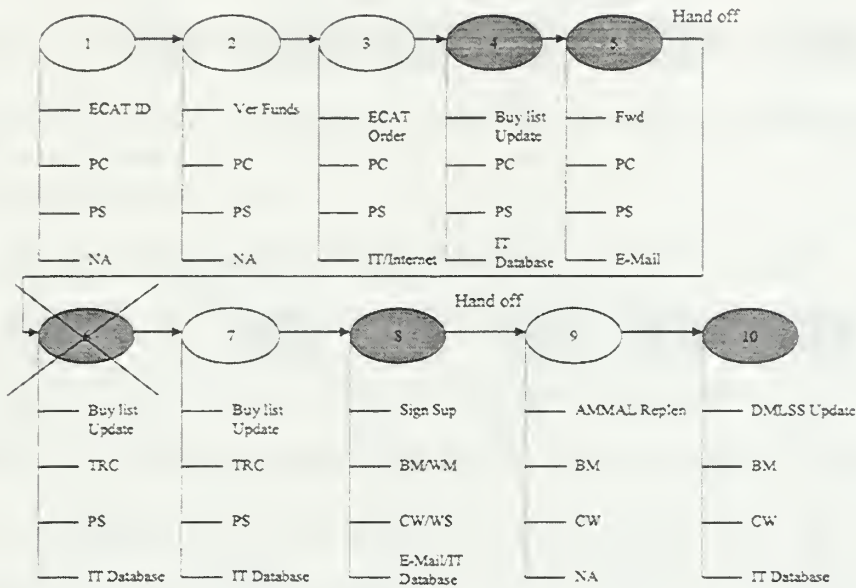 Hand off
1
2
3
4
5
ECAT ID
Ver Funds
ECAT
Order
Buy list
Update
Fwd
PC
PC
PC
PC
PC
PS
PS
PS
PS
PS
NA
NA
IT/Internet
IT
Database
E-Mail
Hand off
6
7
8
9
10
Buy list
Update
Buy list
Update
Sign Sup
AMMAL Replen
DMLSS Update
TRC
TRC
BM/WM
BM
BM
PS
PS
CW/WS
CW
CW
IT Database
IT Database
E-Mail/IT
Database
NA
IT Database